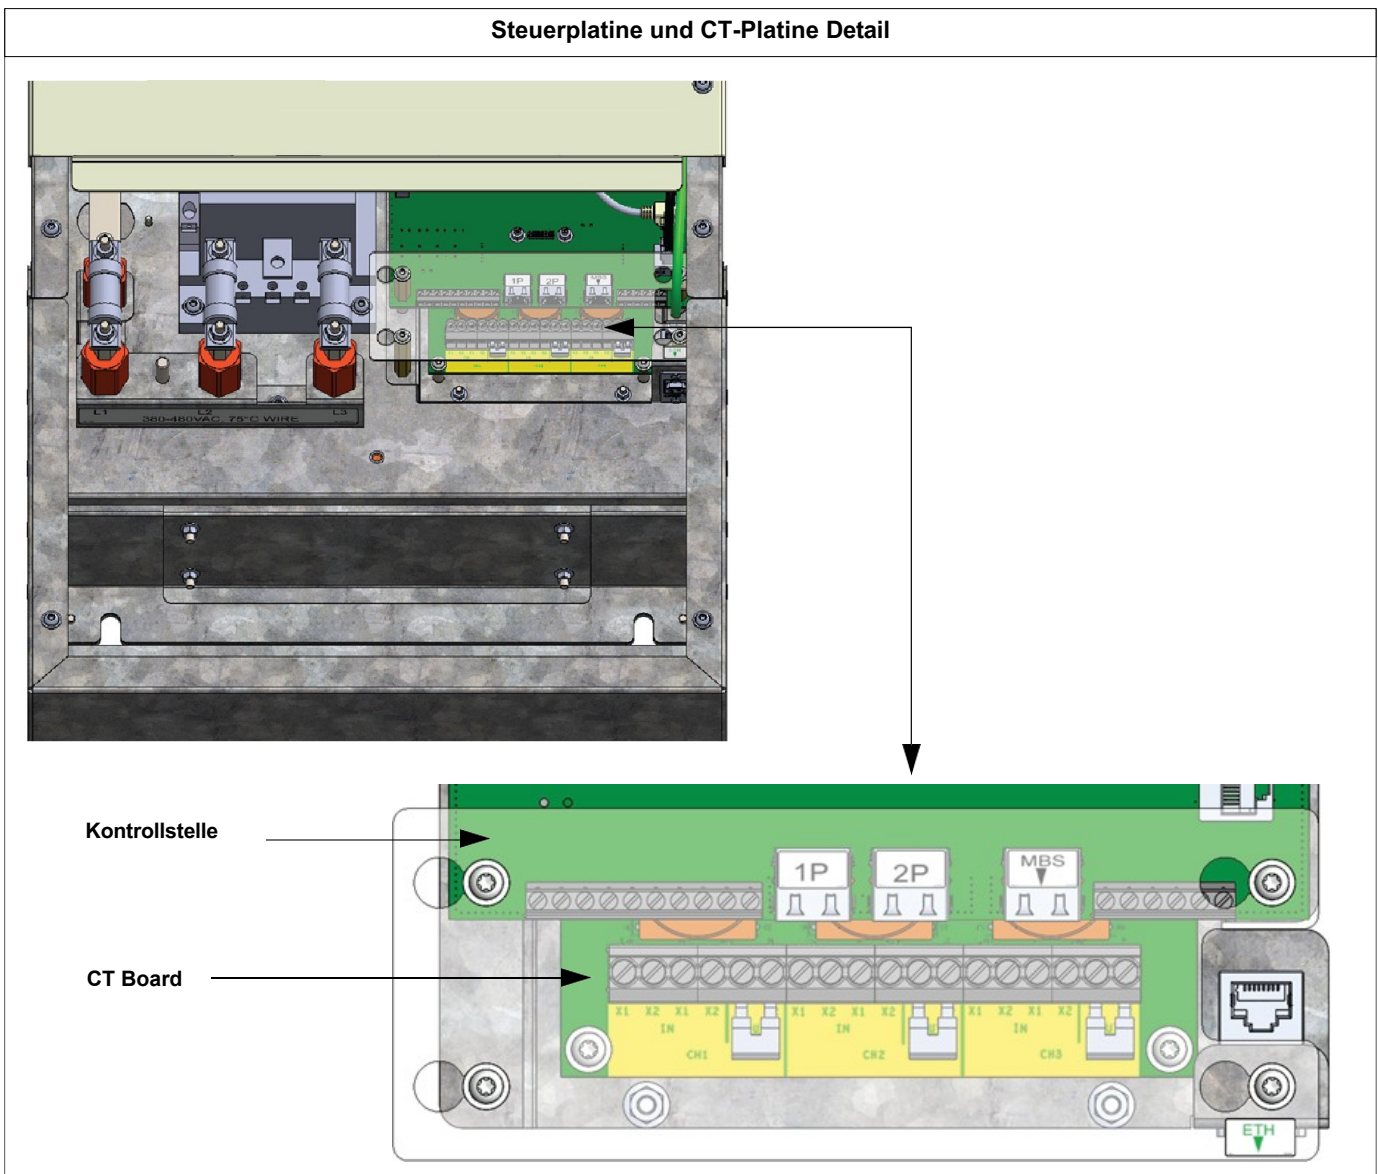 Steuerplatine und CT-Platine Detail
1P 2P MBS
L1 L2 L3
380-480VAC, 75°C WIRE
Kontrollstelle
1P 2P MBS
CT Board
X1 X2 X1 X2 X1 X2 X1 X2 X1 X2 X1 X2
IN IN IN
CH1 CH2 CH3
ETH